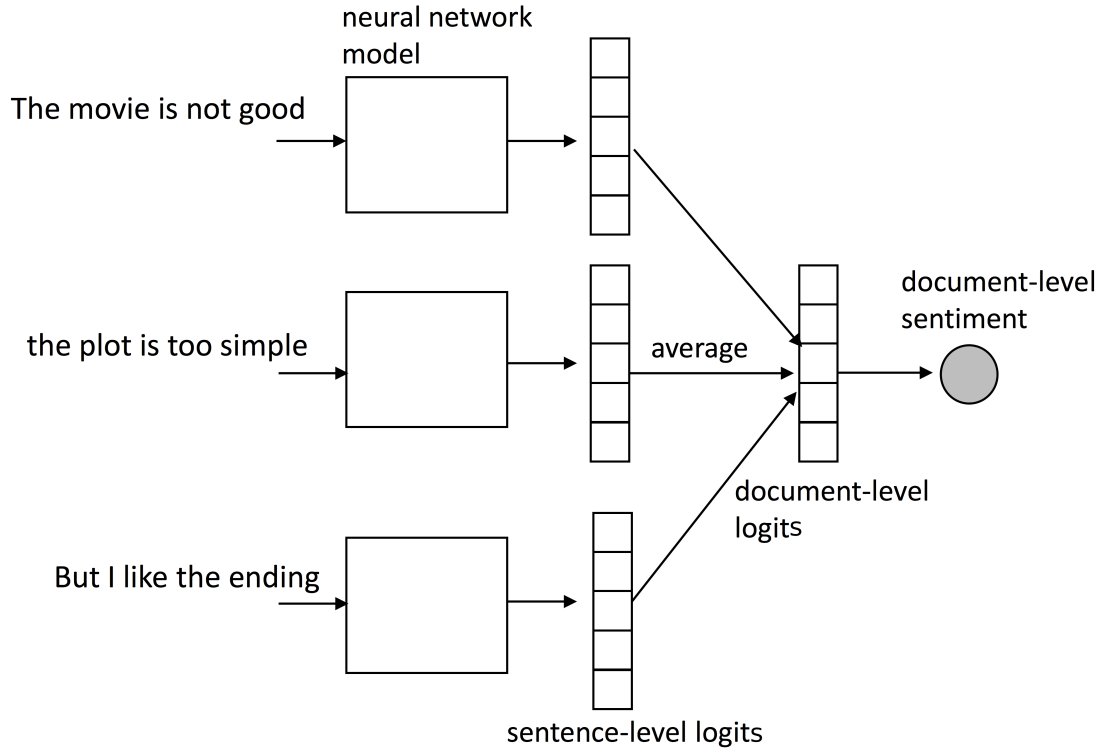 neural network
model
The movie is not good
the plot is too simple
average
document-level
sentiment
document-level
logits
But I like the ending
sentence-level logits